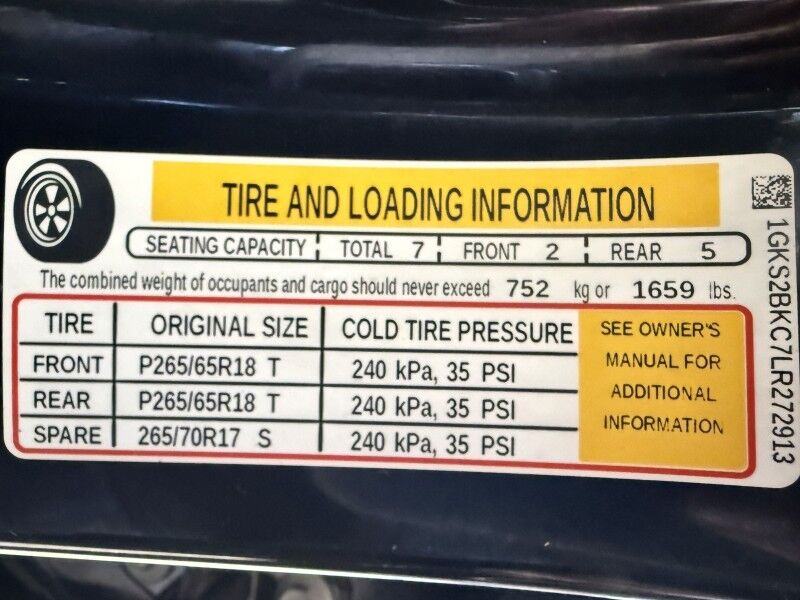 TIRE AND LOADING INFORMATION
SEATING CAPACITY TOTAL 7 FRONT 2 REAR 5
The combined weight of occupants and cargo should never exceed 752 kg or 1659 lbs.
TIRE ORIGINAL SIZE COLD TIRE PRESSURE
FRONT P265/65R18 T 240 kPa, 35 PSI
REAR P265/65R18 T 240 kPa, 35 PSI
SPARE 265/70R17 S 240 kPa, 35 PSI
SEE OWNER'S
MANUAL FOR
ADDITIONAL
INFORMATION
1GKS2BKC7LR272913